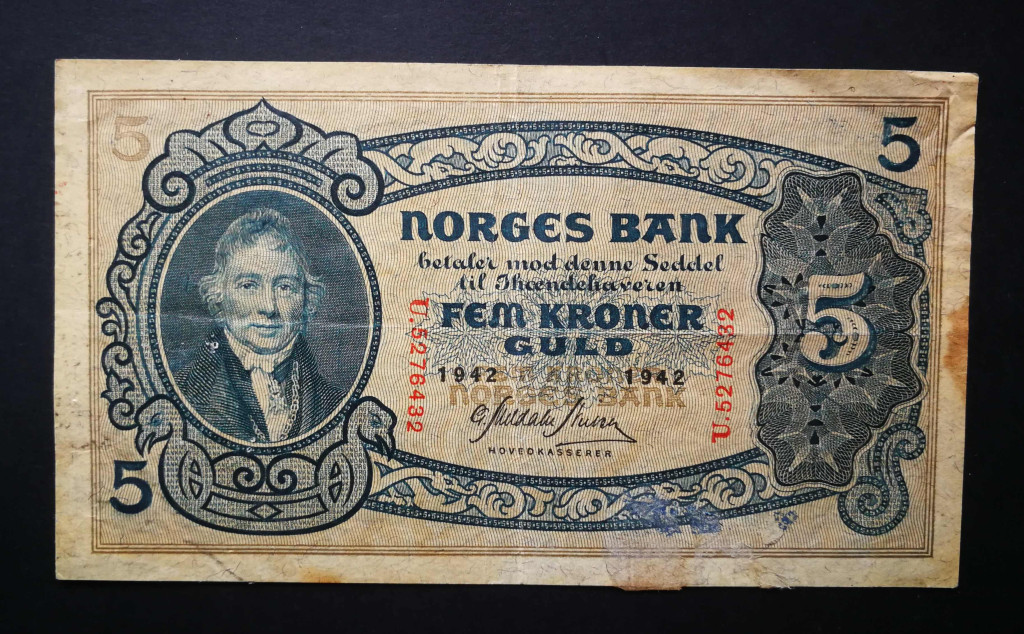 5
5
NORGES BANK
betaler mod denne Seddel
til Ihændehaveren
FEM KRONER
GULD
U.5276432
U.5276432
1942
1942
NORGES BANK
HOVEDKASSERER
5
5